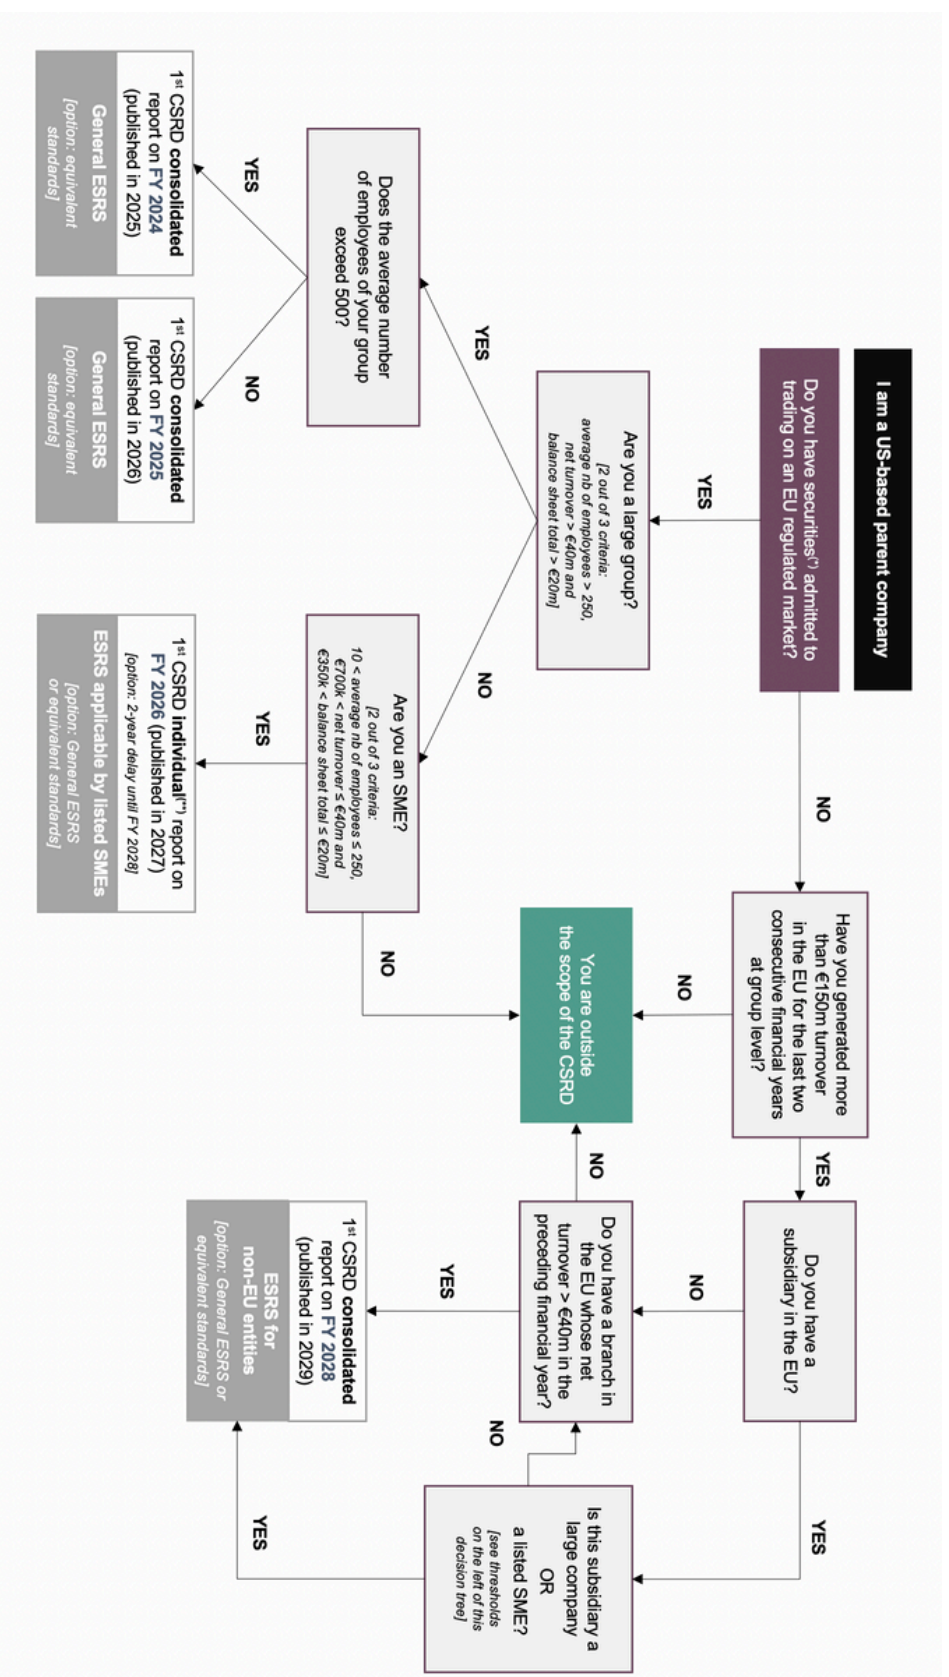 I am a US-based parent company
Do you have securities(*) admitted to
trading on an EU regulated market?
YES
NO
Are you a large group?
[2 out of 3 criteria:
average nb of employees > 250,
net turnover > €40m and
balance sheet total > €20m]
YES
NO
Does the average number
of employees of your group
exceed 500?
YES
NO
1st CSRD consolidated
report on FY 2024
(published in 2025)
General ESRS
[option: equivalent
standards]
1st CSRD consolidated
report on FY 2025
(published in 2026)
General ESRS
[option: equivalent
standards]
Are you an SME?
[2 out of 3 criteria:
10 < average nb of employees ≤ 250,
€700k < net turnover ≤ €40m and
€350k < balance sheet total ≤ €20m]
YES
NO
1st CSRD individual(**) report on
FY 2026 (published in 2027)
[option: 2-year delay until FY 2028]
ESRS applicable by listed SMEs
[option: General ESRS
or equivalent standards]
Have you generated more
than €150m turnover
in the EU for the last two
consecutive financial years
at group level?
NO
YES
You are outside
the scope of the CSRD
Do you have a
subsidiary in the EU?
NO
YES
Do you have a branch in
the EU whose net
turnover > €40m in the
preceding financial year?
NO
YES
1st CSRD consolidated
report on FY 2028
(published in 2029)
ESRS for
non-EU entities
[option: General ESRS or
equivalent standards]
Is this subsidiary a
large company
OR
a listed SME?
[see thresholds
on the left of this
decision tree]
NO
YES